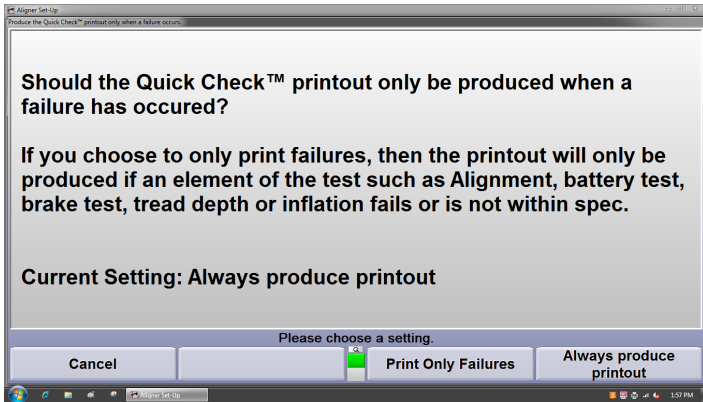 Aligner Set-Up
Produce the Quick Check™ printout only when a failure occurs.
Should the Quick Check™ printout only be produced when a
failure has occured?
If you choose to only print failures, then the printout will only be
produced if an element of the test such as Alignment, battery test,
brake test, tread depth or inflation fails or is not within spec.
Current Setting: Always produce printout
Please choose a setting.
Cancel
Print Only Failures
Always produce
printout
Aligner Set-Up
1:57 PM